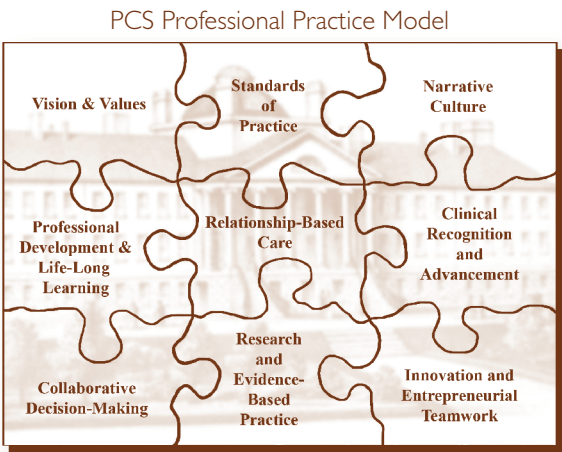 PCS Professional Practice Model
Vision & Values
Standards
of
Practice
Narrative
Culture
Professional
Development &
Life-Long
Learning
Relationship-Based
Care
Clinical
Recognition
and
Advancement
Collaborative
Decision-Making
Research
and
Evidence-
Based
Practice
Innovation and
Entrepreneurial
Teamwork